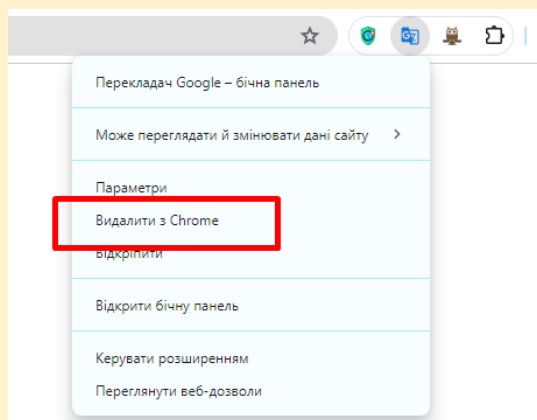 Перекладач Google – бічна панель
Може переглядати й змінювати дані сайту
Параметри
Видалити з Chrome
Відкріпити
Відкрити бічну панель
Керувати розширенням
Переглянути веб-дозволи